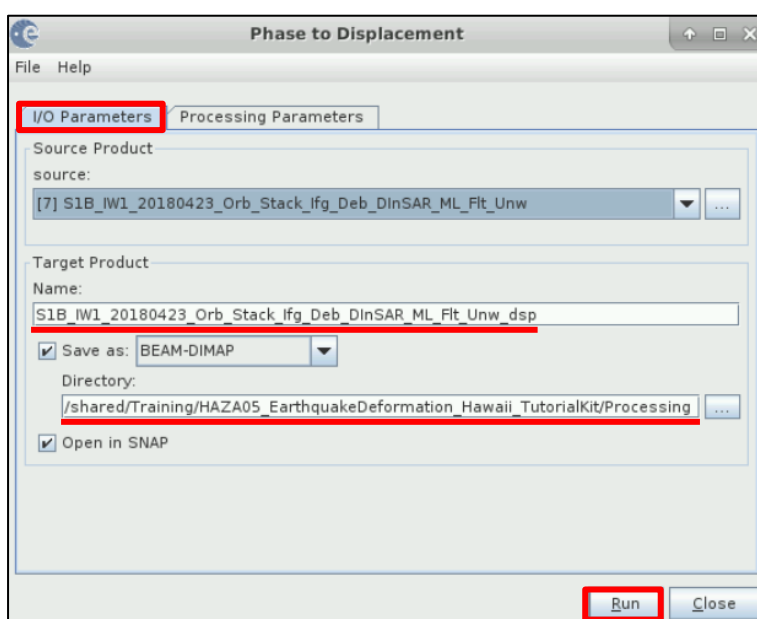 Phase to Displacement
File Help
I/O Parameters Processing Parameters
Source Product
source:
[7] S1B_IW1_20180423_Orb_Stack_Ifg_Deb_DInSAR_ML_Flt_Unw
...
Target Product
Name:
S1B_IW1_20180423_Orb_Stack_Ifg_Deb_DInSAR_ML_Flt_Unw_dsp
Save as: BEAM-DIMAP
Directory:
/shared/Training/HAZA05_EarthquakeDeformation_Hawaii_TutorialKit/Processing
...
Open in SNAP
Run Close